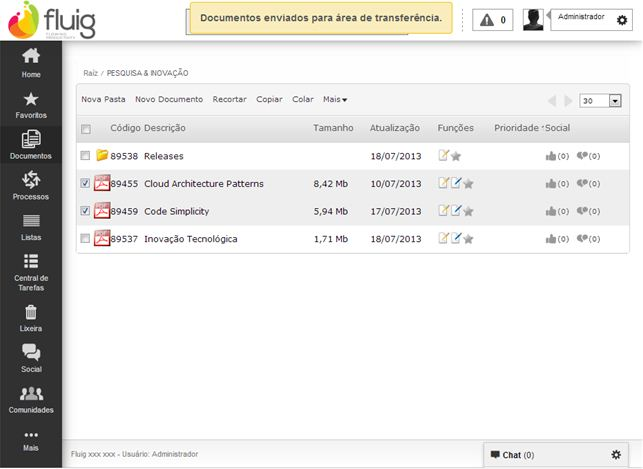 fluig
FLOWING PRODUCTIVITY
Documentos enviados para área de transferência.
0
Administrador
Home
Favoritos
Documentos
Processos
Listas
Central de
Tarefas
Lixeira
Social
Comunidades
Mais
Raiz / PESQUISA & INOVAÇÃO
Nova Pasta Novo Documento Recortar Copiar Colar Mais 30
Código Descrição Tamanho Atualização Funções Prioridade Social
89538 Releases 18/07/2013 (0) (0)
89455 Cloud Architecture Patterns 8,42 Mb 10/07/2013 (0) (0)
89459 Code Simplicity 5,94 Mb 17/07/2013 (0) (0)
89537 Inovação Tecnológica 1,71 Mb 18/07/2013 (0) (0)
Fluig xxx xxx - Usuário: Administrador
Chat (0)